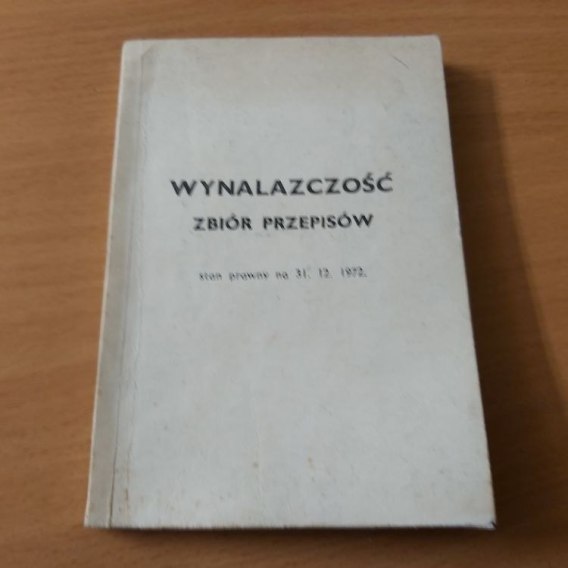 WYNALAZCZOŚĆ
ZBIÓR PRZEPISÓW
stan prawny na 31. 12. 1972.